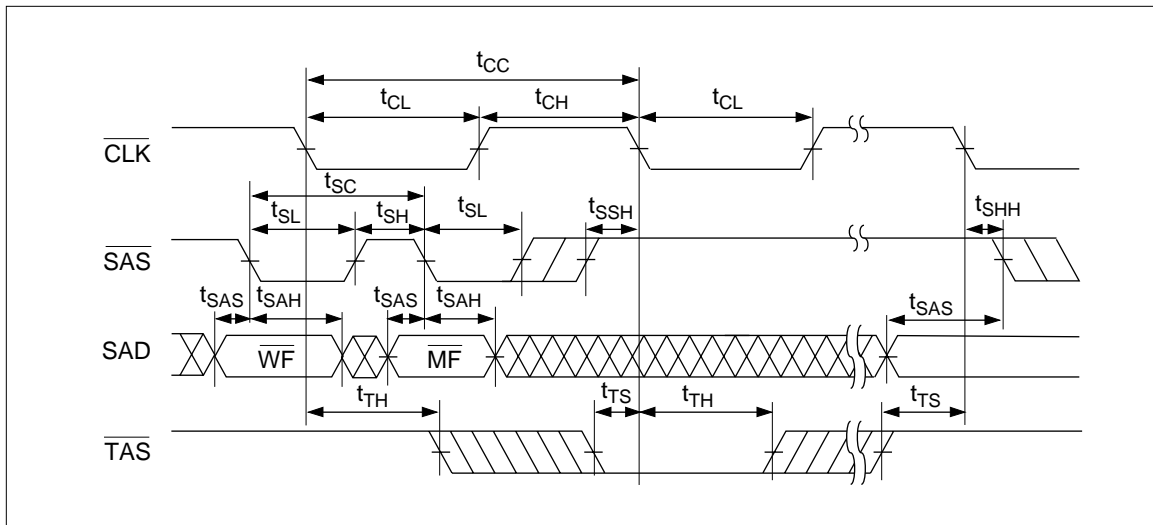 tCC
tCL tCH tCL
CLK
tSC
tSL tSH tSL tSSH tSHH
SAS
tSAS tSAH tSAS tSAH tSAS
SAD WF MF
tTH tTS tTH tTS
TAS